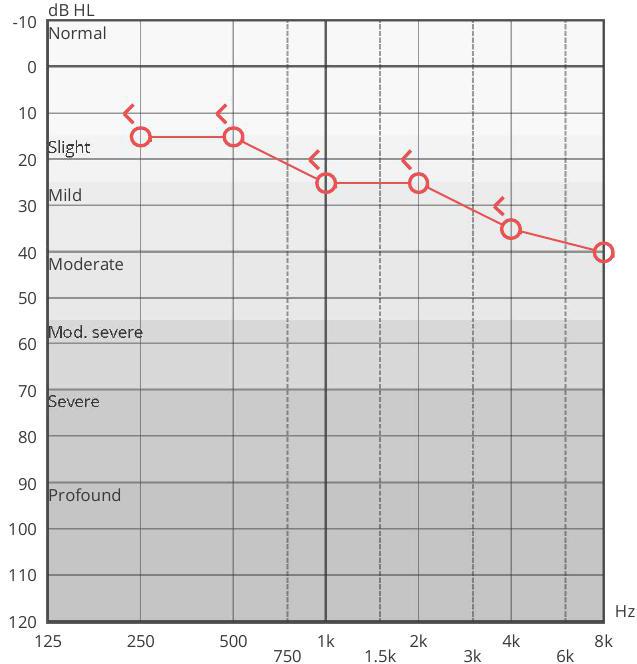 dB HL
-10
Normal
0
10
Slight
20
Mild
30
40
Moderate
50
Mod. severe
60
70
Severe
80
90
Profound
100
110
120
Hz
125 250 500 1k 2k 4k 8k
750 1.5k 3k 6k